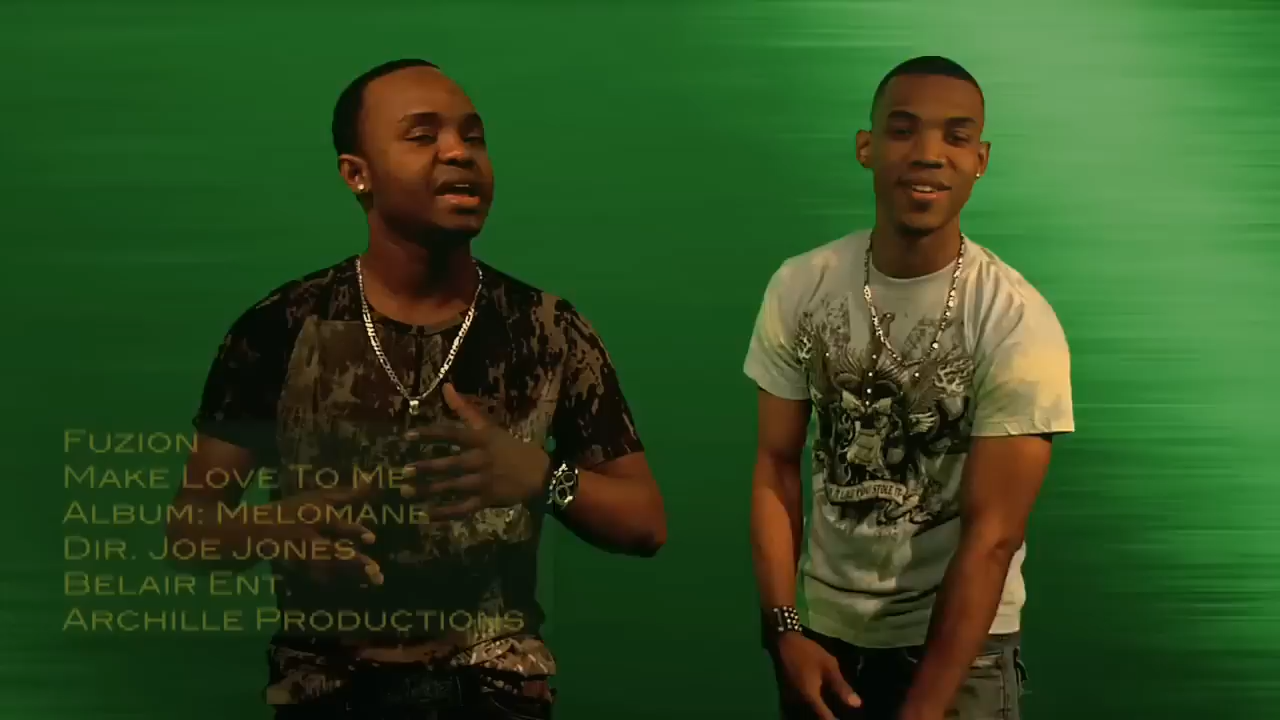 Fuzion
Make Love To Me
Album: Melomane
Dir. Joe Jones
Belair Ent.
Archille Productions